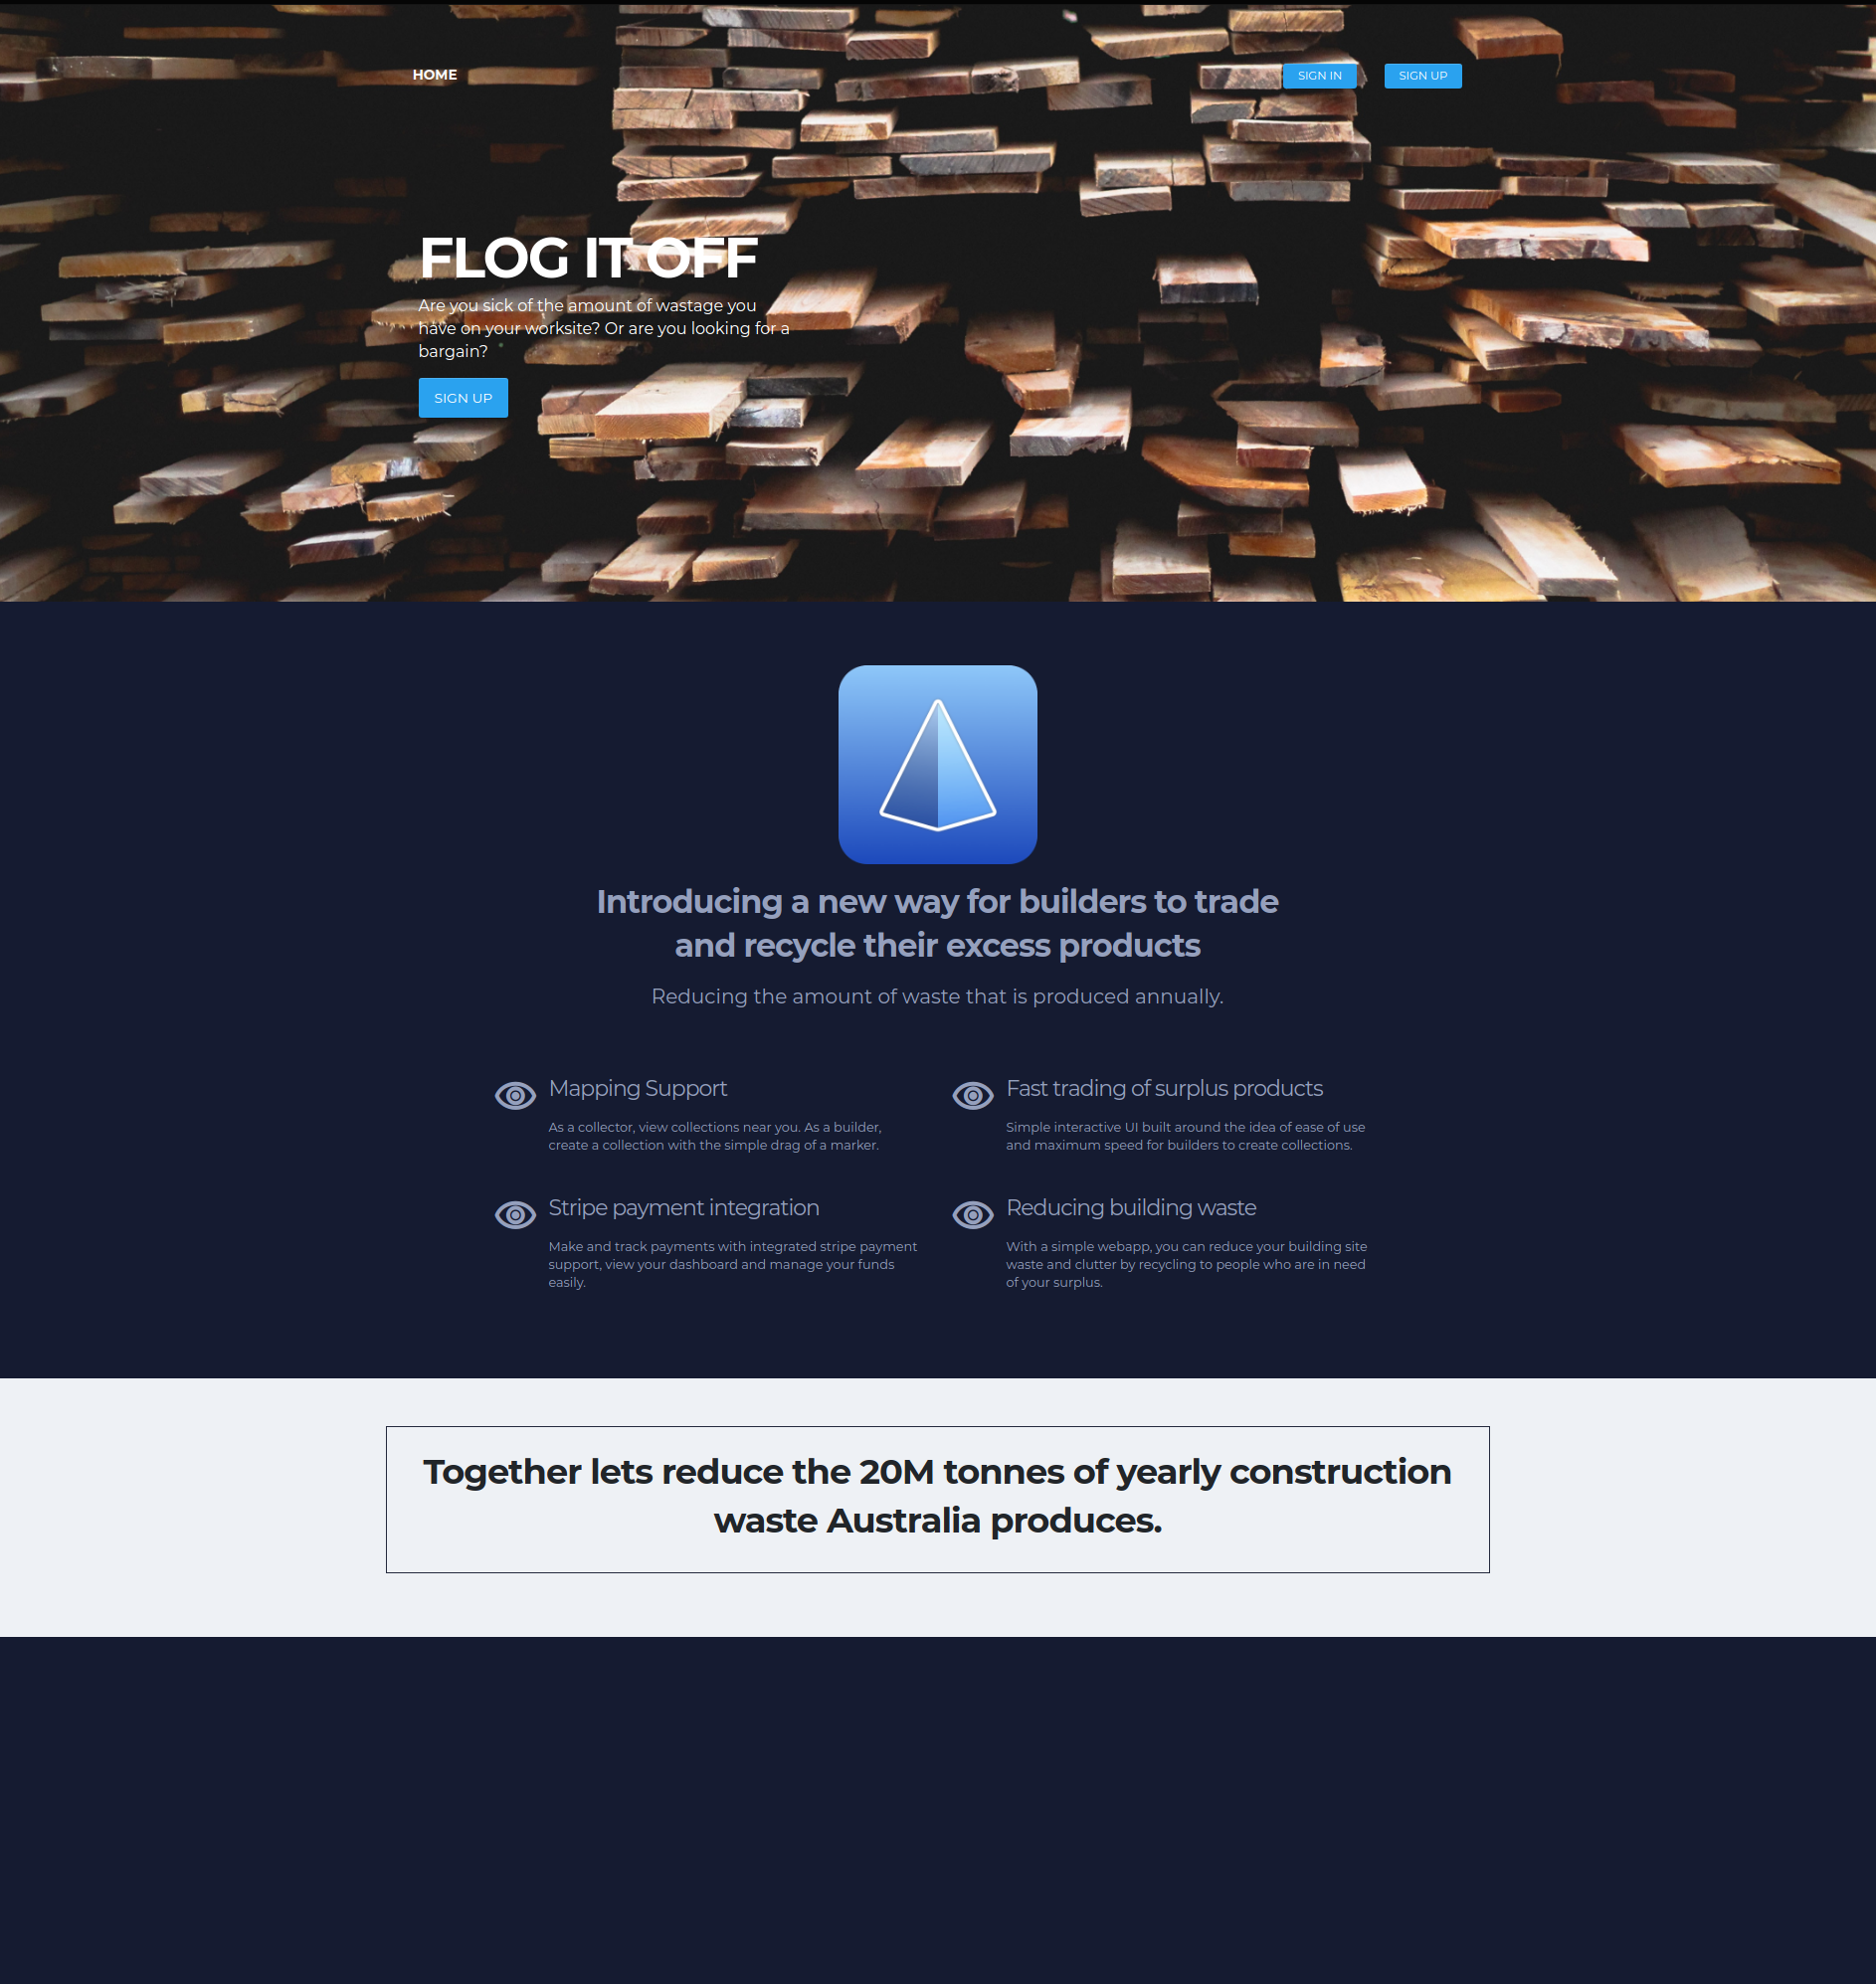 HOME
SIGN IN
SIGN UP
FLOG IT OFF
Are you sick of the amount of wastage you
have on your worksite? Or are you looking for a
bargain?
SIGN UP
Introducing a new way for builders to trade
and recycle their excess products
Reducing the amount of waste that is produced annually.
Mapping Support
As a collector, view collections near you. As a builder,
create a collection with the simple drag of a marker.
Fast trading of surplus products
Simple interactive UI built around the idea of ease of use
and maximum speed for builders to create collections.
Stripe payment integration
Make and track payments with integrated stripe payment
support, view your dashboard and manage your funds
easily.
Reducing building waste
With a simple webapp, you can reduce your building site
waste and clutter by recycling to people who are in need
of your surplus.
Together lets reduce the 20M tonnes of yearly construction
waste Australia produces.